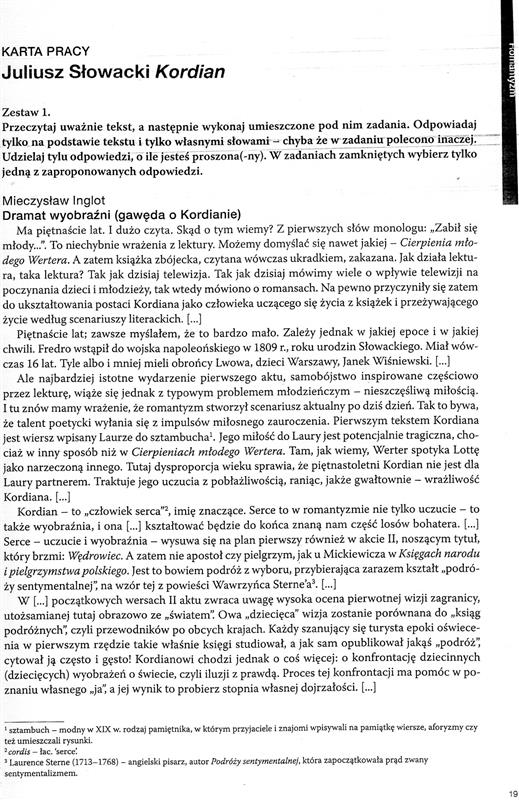 Romantyzm
KARTA PRACY
Juliusz Słowacki Kordian
Zestaw 1.
Przeczytaj uważnie tekst, a następnie wykonaj umieszczone pod nim zadania. Odpowiadaj
tylko na podstawie tekstu i tylko własnymi słowami – chyba że w zadaniu polecono inaczej.
Udzielaj tylu odpowiedzi, o ile jesteś proszona(-ny). W zadaniach zamkniętych wybierz tylko
jedną z zaproponowanych odpowiedzi.
Mieczysław Inglot
Dramat wyobraźni (gawęda o Kordianie)
Ma piętnaście lat. I dużo czyta. Skąd o tym wiemy? Z pierwszych słów monologu: „Zabił się
młody...”. To niechybnie wrażenia z lektury. Możemy domyślać się nawet jakiej – Cierpienia mło-
dego Wertera. A zatem książka zbójecka, czytana wówczas ukradkiem, zakazana. Jak działa lektu-
ra, taka lektura? Tak jak dzisiaj telewizja. Tak jak dzisiaj mówimy wiele o wpływie telewizji na
poczynania dzieci i młodzieży, tak wtedy mówiono o romansach. Na pewno przyczyniły się zatem
do ukształtowania postaci Kordiana jako człowieka uczącego się życia z książek i przeżywającego
życie według scenariuszy literackich. [...]
Piętnaście lat; zawsze myślałem, że to bardzo mało. Zależy jednak w jakiej epoce i w jakiej
chwili. Fredro wstąpił do wojska napoleońskiego w 1809 r., roku urodzin Słowackiego. Miał wów-
czas 16 lat. Tyle albo i mniej mieli obrońcy Lwowa, dzieci Warszawy, Janek Wiśniewski. [...]
Ale najbardziej istotne wydarzenie pierwszego aktu, samobójstwo inspirowane częściowo
przez lekturę, wiąże się jednak z typowym problemem młodzieńczym – nieszczęśliwą miłością.
I tu znów mamy wrażenie, że romantyzm stworzył scenariusz aktualny po dziś dzień. Tak to bywa,
że talent poetycki wyłania się z impulsów miłosnego zauroczenia. Pierwszym tekstem Kordiana
jest wiersz wpisany Laurze do sztambucha¹. Jego miłość do Laury jest potencjalnie tragiczna, cho-
ciaż w inny sposób niż w Cierpieniach młodego Wertera. Tam, jak wiemy, Werter spotyka Lottę
jako narzeczoną innego. Tutaj dysproporcja wieku sprawia, że piętnastoletni Kordian nie jest dla
Laury partnerem. Traktuje jego uczucia z pobłażliwością, raniąc, jakże gwałtownie – wrażliwość
Kordiana. [...]
Kordian – to „człowiek serca”², imię znaczące. Serce to w romantyzmie nie tylko uczucie – to
także wyobraźnia, i ona [...] kształtować będzie do końca znaną nam część losów bohatera. [...]
Serce – uczucie i wyobraźnia – wysuwa się na plan pierwszy również w akcie II, noszącym tytuł,
który brzmi: Wędrowiec. A zatem nie apostoł czy pielgrzym, jak u Mickiewicza w Księgach narodu
i pielgrzymstwa polskiego. Jest to bowiem podróż z wyboru, przybierająca zarazem kształt „podró-
ży sentymentalnej”, na wzór tej z powieści Wawrzyńca Sterne’a³. [...]
W [...] początkowych wersach II aktu zwraca uwagę wysoka ocena pierwotnej wizji zagranicy,
utożsamianej tutaj obrazowo ze „światem”. Owa „dziecięca” wizja zostanie porównana do „ksiąg
podróżnych”, czyli przewodników po obcych krajach. Każdy szanujący się turysta epoki oświece-
nia w pierwszym rzędzie takie właśnie księgi studiował, a jak sam opublikował jakąś „podróż”,
cytował ją często i gęsto! Kordianowi chodzi jednak o coś więcej: o konfrontację dziecinnych
(dziecięcych) wyobrażeń o świecie, czyli iluzji z prawdą. Proces tej konfrontacji ma pomóc w po-
znaniu własnego „ja”, a jej wynik to probierz stopnia własnej dojrzałości. [...]
¹ sztambuch – modny w XIX w. rodzaj pamiętnika, w którym przyjaciele i znajomi wpisywali na pamiątkę wiersze, aforyzmy czy
też umieszczali rysunki.
² cordis – łac. ‘serce’.
³ Laurence Sterne (1713–1768) – angielski pisarz, autor Podróży sentymentalnej, która zapoczątkowała prąd zwany
sentymentalizmem.
19